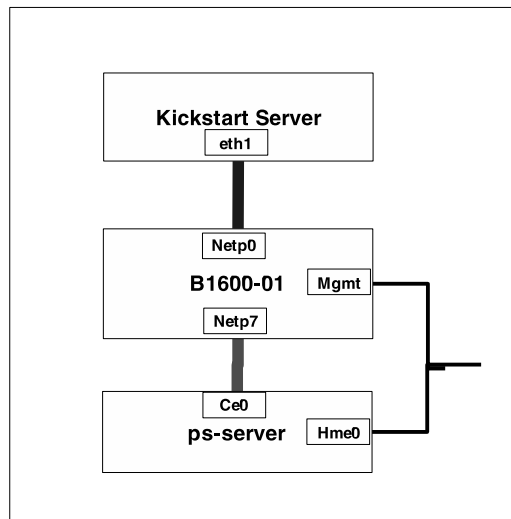 Kickstart Server
eth1
Netp0
B1600-01
Mgmt
Netp7
Ce0
ps-server
Hme0